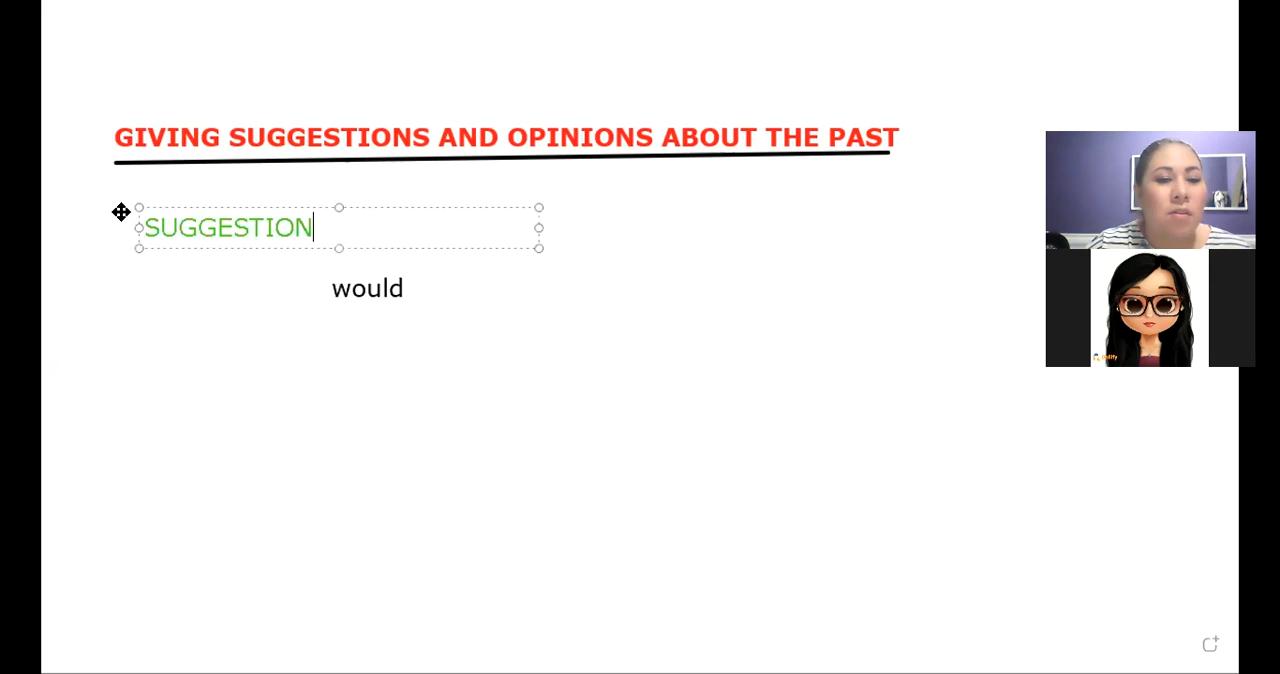 GIVING SUGGESTIONS AND OPINIONS ABOUT THE PAST
SUGGESTION
would